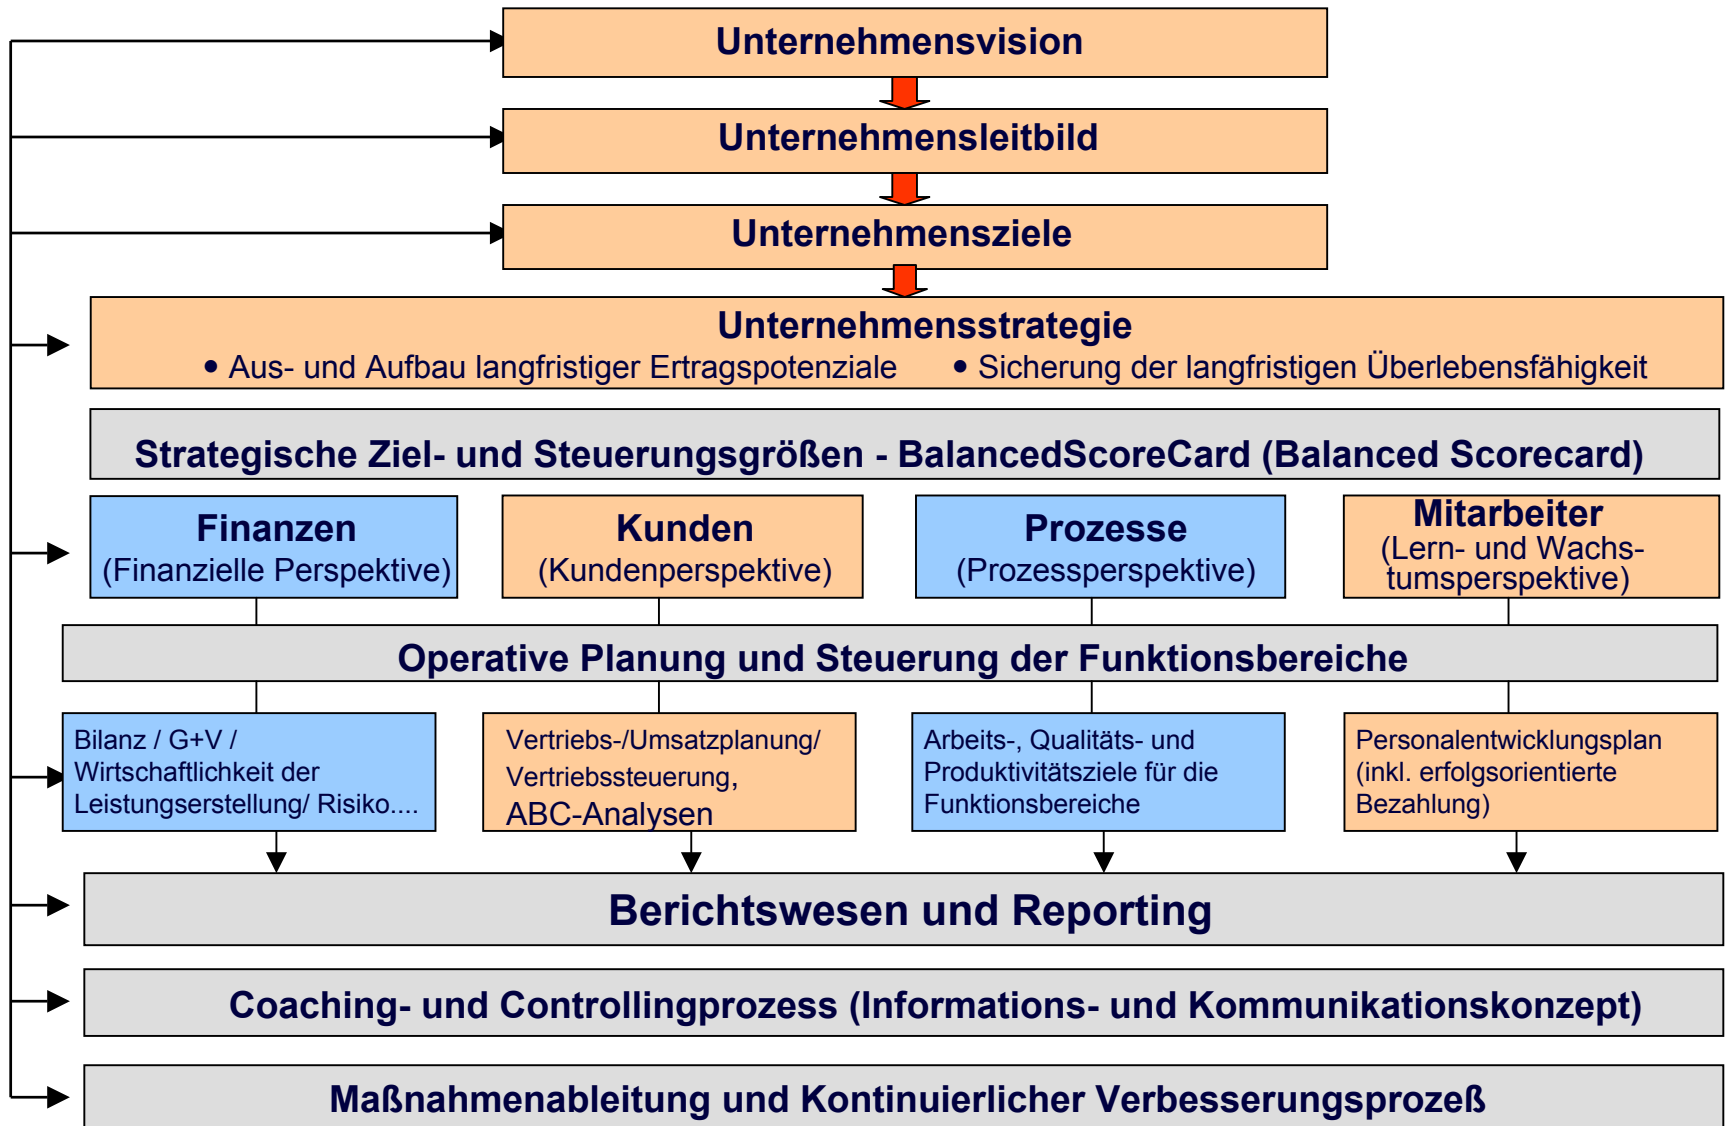 Unternehmensvision
Unternehmensleitbild
Unternehmensziele
Unternehmensstrategie
• Aus- und Aufbau langfristiger Ertragspotenziale • Sicherung der langfristigen Überlebensfähigkeit
Strategische Ziel- und Steuerungsgrößen - BalancedScoreCard (Balanced Scorecard)
Finanzen
(Finanzielle Perspektive)
Kunden
(Kundenperspektive)
Prozesse
(Prozessperspektive)
Mitarbeiter
(Lern- und Wachs-
tumsperspektive)
Operative Planung und Steuerung der Funktionsbereiche
Bilanz / G+V /
Wirtschaftlichkeit der
Leistungserstellung/ Risiko....
Vertriebs-/Umsatzplanung/
Vertriebssteuerung,
ABC-Analysen
Arbeits-, Qualitäts- und
Produktivitätsziele für die
Funktionsbereiche
Personalentwicklungsplan
(inkl. erfolgsorientierte
Bezahlung)
Berichtswesen und Reporting
Coaching- und Controllingprozess (Informations- und Kommunikationskonzept)
Maßnahmenableitung und Kontinuierlicher Verbesserungsprozeß